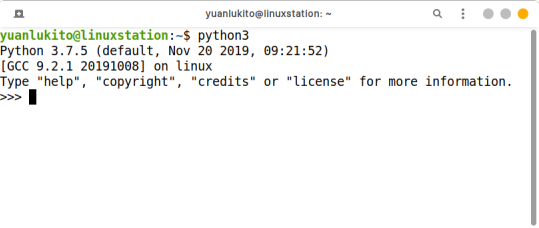 yuanlukito@linuxstation: ~
yuanlukito@linuxstation:~$ python3
Python 3.7.5 (default, Nov 20 2019, 09:21:52)
[GCC 9.2.1 20191008] on linux
Type "help", "copyright", "credits" or "license" for more information.
>>>